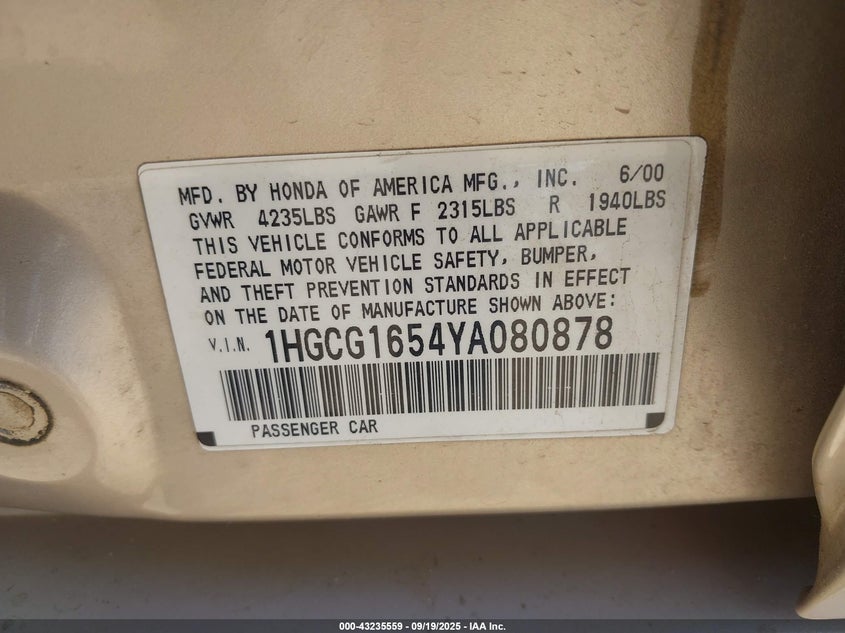 MFD. BY HONDA OF AMERICA MFG., INC. 6/00
GVWR 4235LBS GAWR F 2315LBS R 1940LBS
THIS VEHICLE CONFORMS TO ALL APPLICABLE
FEDERAL MOTOR VEHICLE SAFETY, BUMPER,
AND THEFT PREVENTION STANDARDS IN EFFECT
ON THE DATE OF MANUFACTURE SHOWN ABOVE:
V.I.N. 1HGCG1654YA080878
PASSENGER CAR
000-43235559 — 09/19/2025 — IAA Inc.